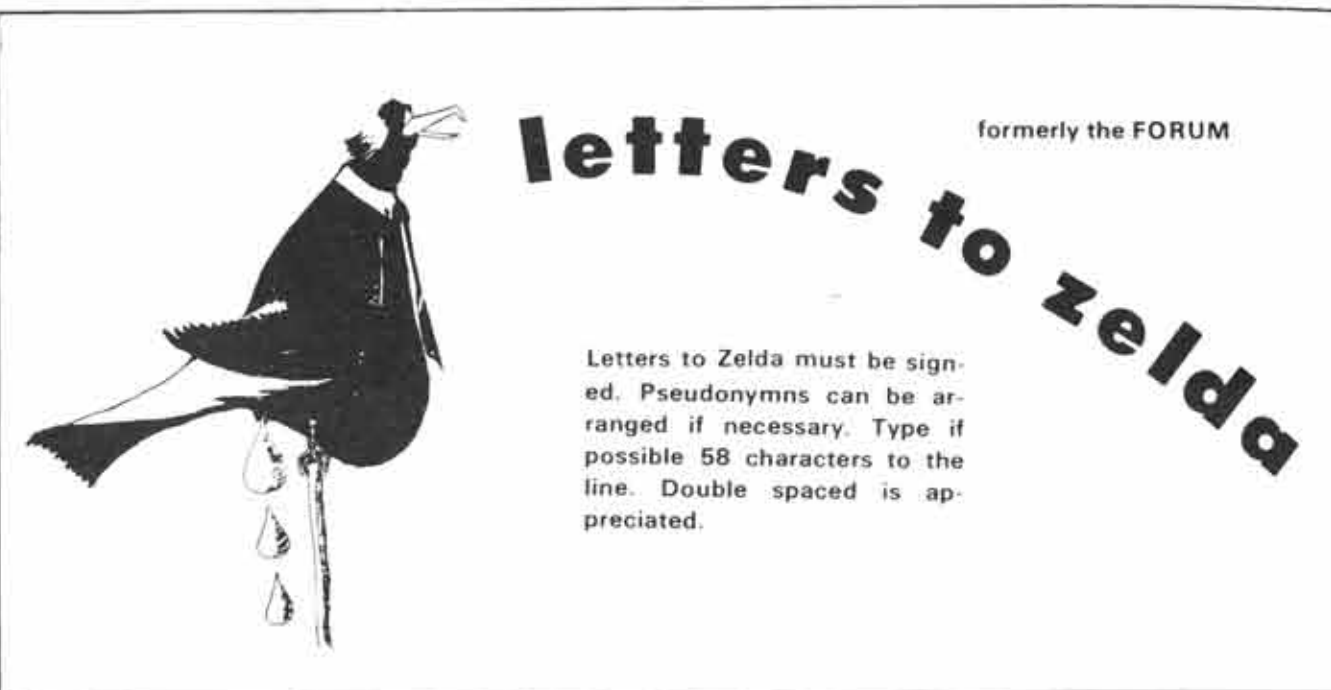 formerly the FORUM
letters to zelda
Letters to Zelda must be sign-
ed. Pseudonymns can be ar-
ranged if necessary. Type if
possible 58 characters to the
line. Double spaced is ap-
preciated.